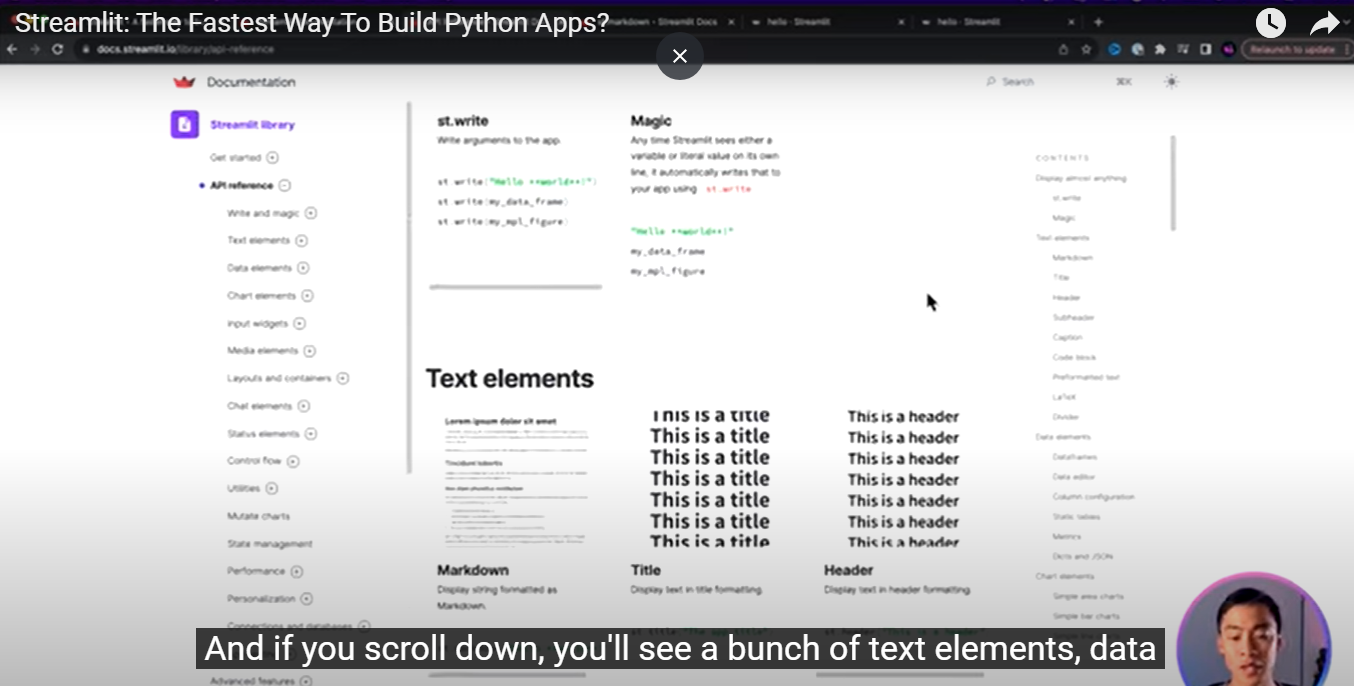 Streamlit: The Fastest Way To Build Python Apps?
markdown · Streamlit Docs
hello · Streamlit
hello · Streamlit
docs.streamlit.io/library/api-reference
Relaunch to update
Documentation
Search
⌘K
Streamlit library
Get started
API reference
Write and magic
Text elements
Data elements
Chart elements
Input widgets
Media elements
Layouts and containers
Chat elements
Status elements
Control flow
Utilities
Mutate charts
State management
Performance
Personalization
Connections and databases
Advanced features
st.write
Write arguments to the app.
st.write("Hello **world**!")
st.write(my_data_frame)
st.write(my_mpl_figure)
Magic
Any time Streamlit sees either a
variable or literal value on its own
line, it automatically writes that to
your app using st.write
"Hello **world**!"
my_data_frame
my_mpl_figure
Text elements
Lorem ipsum dolor sit amet
Tincidunt lobortis
This is a title
This is a title
This is a title
This is a title
This is a title
This is a title
This is a title
This is a header
This is a header
This is a header
This is a header
This is a header
This is a header
This is a header
Markdown
Display string formatted as
Markdown.
Title
Display text in title formatting.
Header
Display text in header formatting.
CONTENTS
Display almost anything
st.write
Magic
Text elements
Markdown
Title
Header
Subheader
Caption
Code block
Preformatted text
LaTeX
Divider
Data elements
Dataframes
Data editor
Column configuration
Static tables
Metrics
Dicts and JSON
Chart elements
Simple area charts
Simple bar charts
And if you scroll down, you'll see a bunch of text elements, data